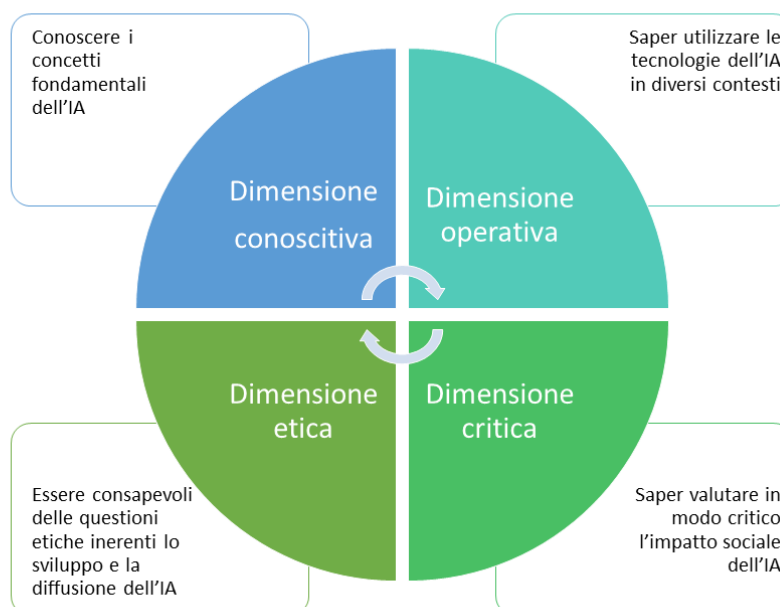 Conoscere i
concetti
fondamentali
dell'IA
Saper utilizzare le
tecnologie dell'IA
in diversi contesti
Dimensione
conoscitiva
Dimensione
operativa
Dimensione
etica
Dimensione
critica
Essere consapevoli
delle questioni
etiche inerenti lo
sviluppo e la
diffusione dell'IA
Saper valutare in
modo critico
l'impatto sociale
dell'IA